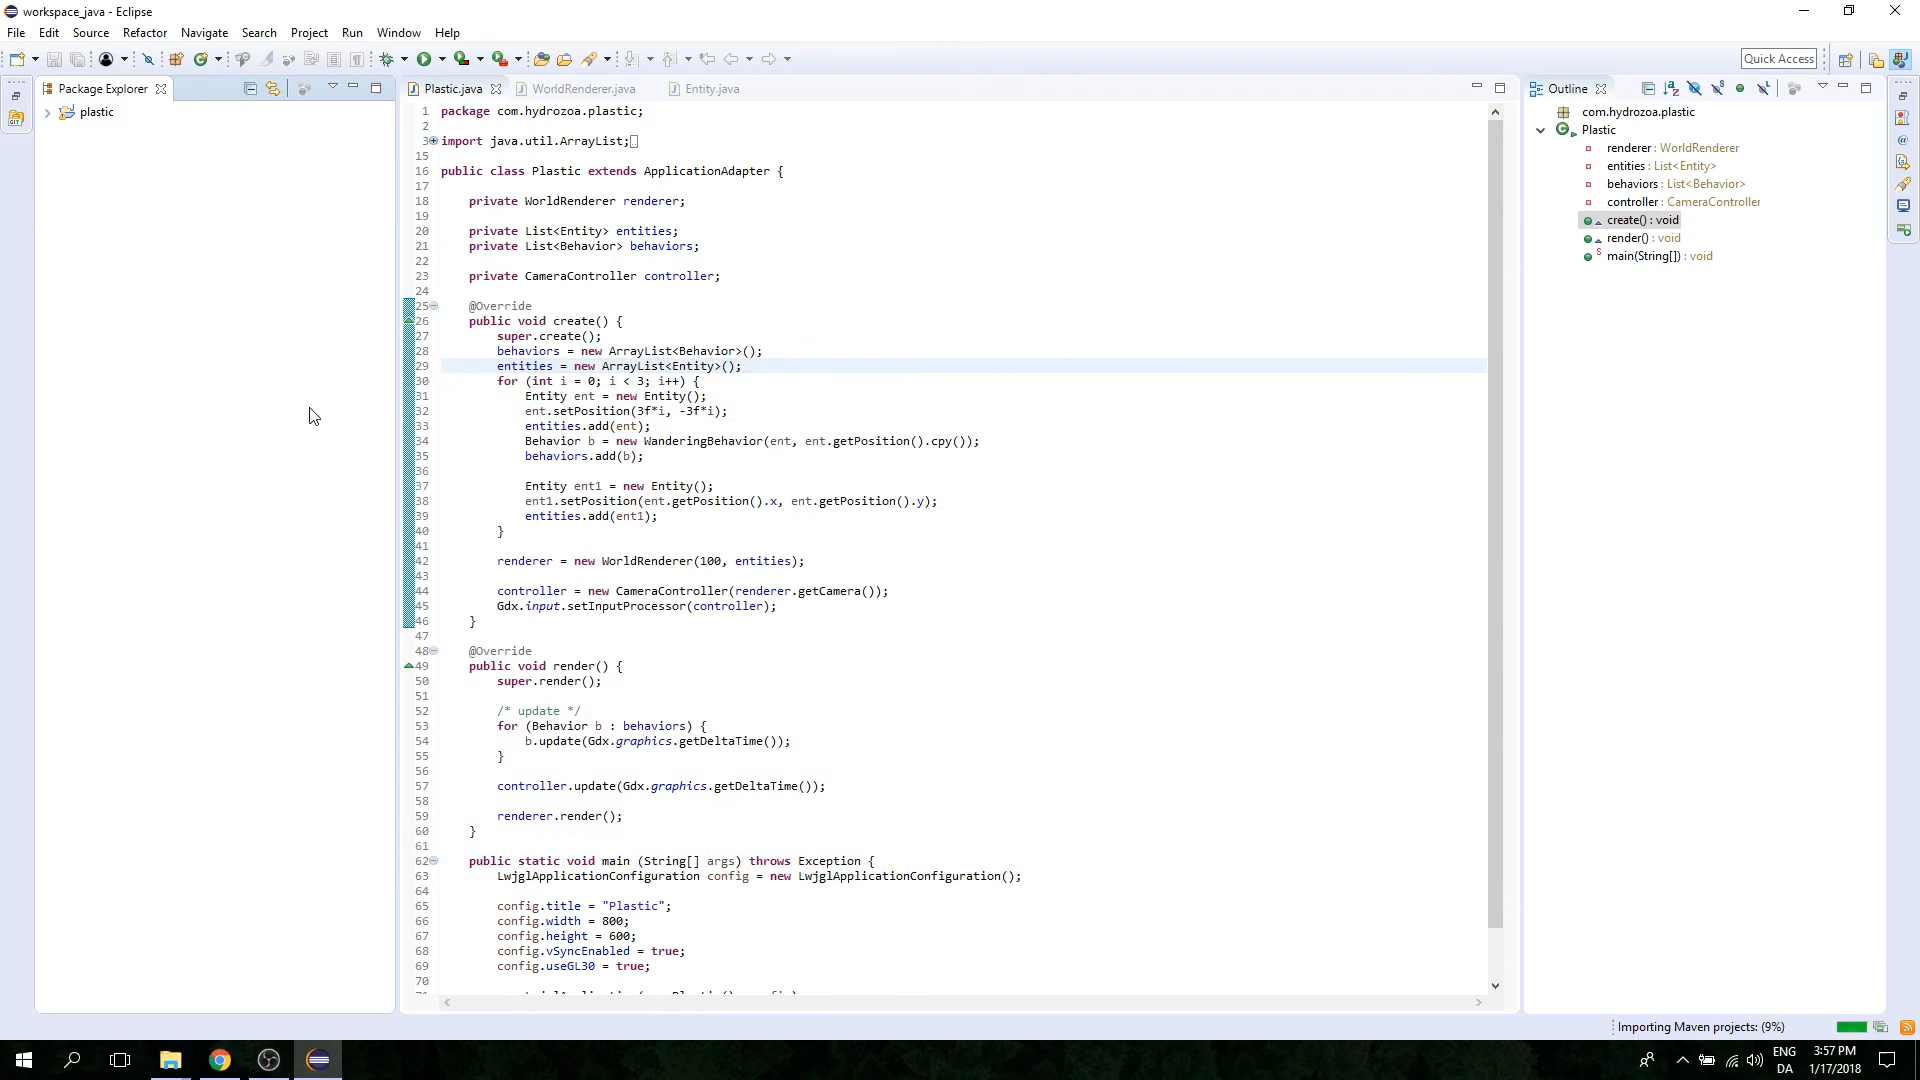 workspace_java - Eclipse
File Edit Source Refactor Navigate Search Project Run Window Help
Quick Access
Package Explorer
plastic
Plastic.java WorldRenderer.java Entity.java
1 package com.hydrozoa.plastic;
2
3 import java.util.ArrayList;
15
16 public class Plastic extends ApplicationAdapter {
17
18 private WorldRenderer renderer;
19
20 private List<Entity> entities;
21 private List<Behavior> behaviors;
22
23 private CameraController controller;
24
25 @Override
26 public void create() {
27 super.create();
28 behaviors = new ArrayList<Behavior>();
29 entities = new ArrayList<Entity>();
30 for (int i = 0; i < 3; i++) {
31 Entity ent = new Entity();
32 ent.setPosition(3f*i, -3f*i);
33 entities.add(ent);
34 Behavior b = new WanderingBehavior(ent, ent.getPosition().cpy());
35 behaviors.add(b);
36
37 Entity ent1 = new Entity();
38 ent1.setPosition(ent.getPosition().x, ent.getPosition().y);
39 entities.add(ent1);
40 }
41
42 renderer = new WorldRenderer(100, entities);
43
44 controller = new CameraController(renderer.getCamera());
45 Gdx.input.setInputProcessor(controller);
46 }
47
48 @Override
49 public void render() {
50 super.render();
51
52 /* update */
53 for (Behavior b : behaviors) {
54 b.update(Gdx.graphics.getDeltaTime());
55 }
56
57 controller.update(Gdx.graphics.getDeltaTime());
58
59 renderer.render();
60 }
61
62 public static void main (String[] args) throws Exception {
63 LwjglApplicationConfiguration config = new LwjglApplicationConfiguration();
64
65 config.title = "Plastic";
66 config.width = 800;
67 config.height = 600;
68 config.vSyncEnabled = true;
69 config.useGL30 = true;
70
Outline
com.hydrozoa.plastic
Plastic
renderer : WorldRenderer
entities : List<Entity>
behaviors : List<Behavior>
controller : CameraController
create() : void
render() : void
main(String[]) : void
Importing Maven projects: (9%)
ENG
DA
3:57 PM
1/17/2018